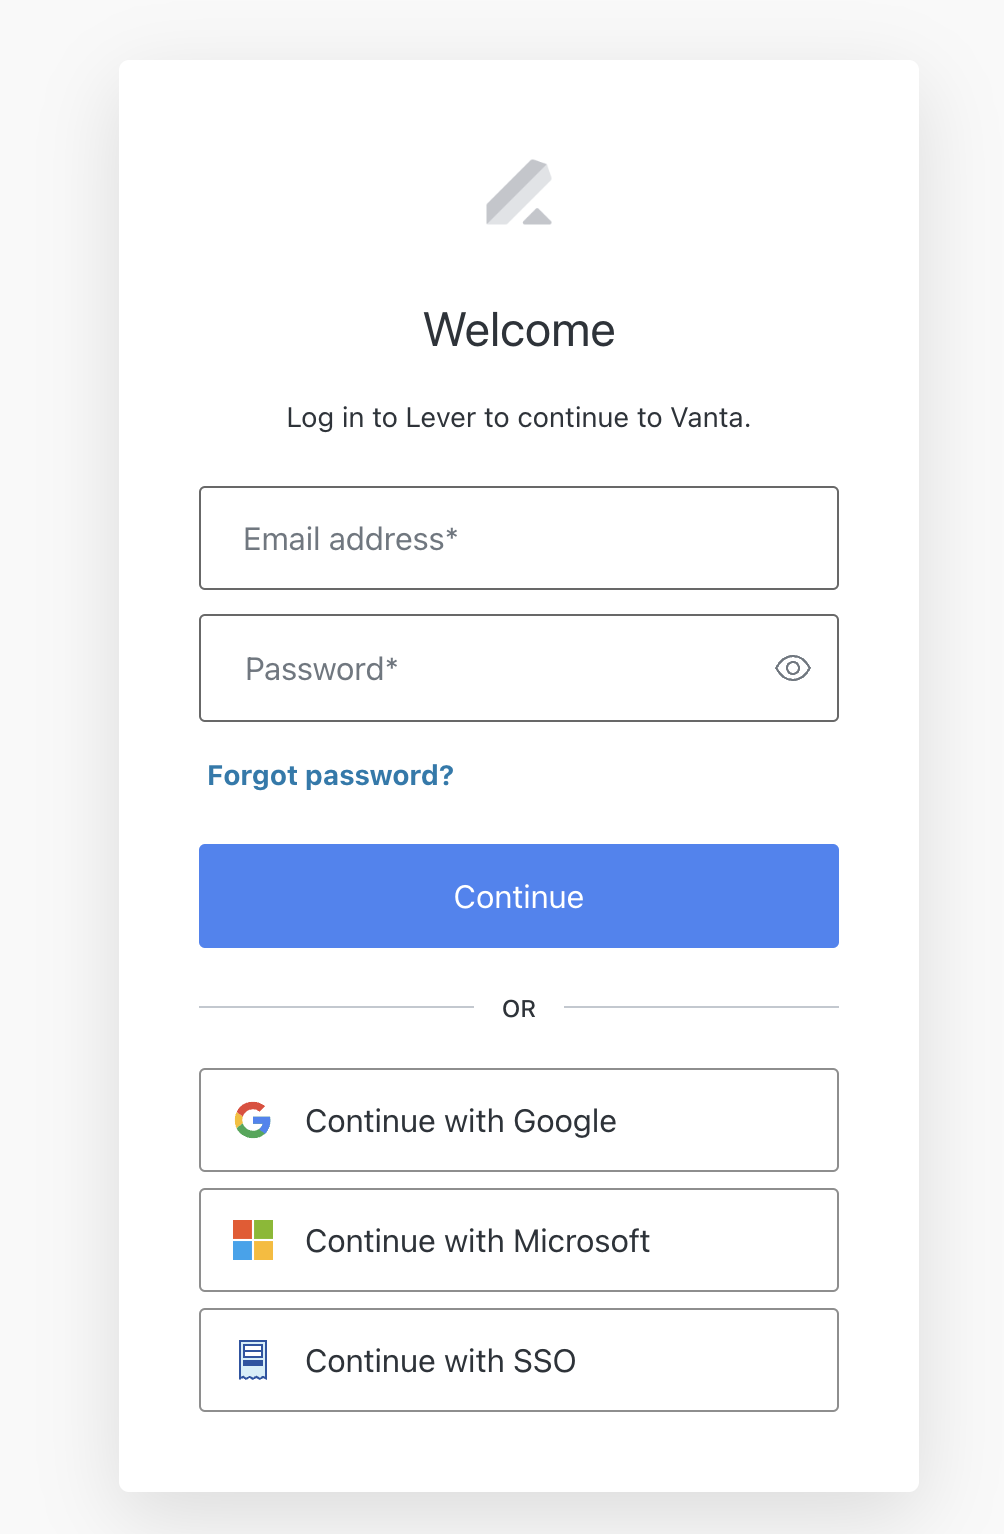 Welcome
Log in to Lever to continue to Vanta.
Email address*
Password*
Forgot password?
Continue
OR
Continue with Google
Continue with Microsoft
Continue with SSO